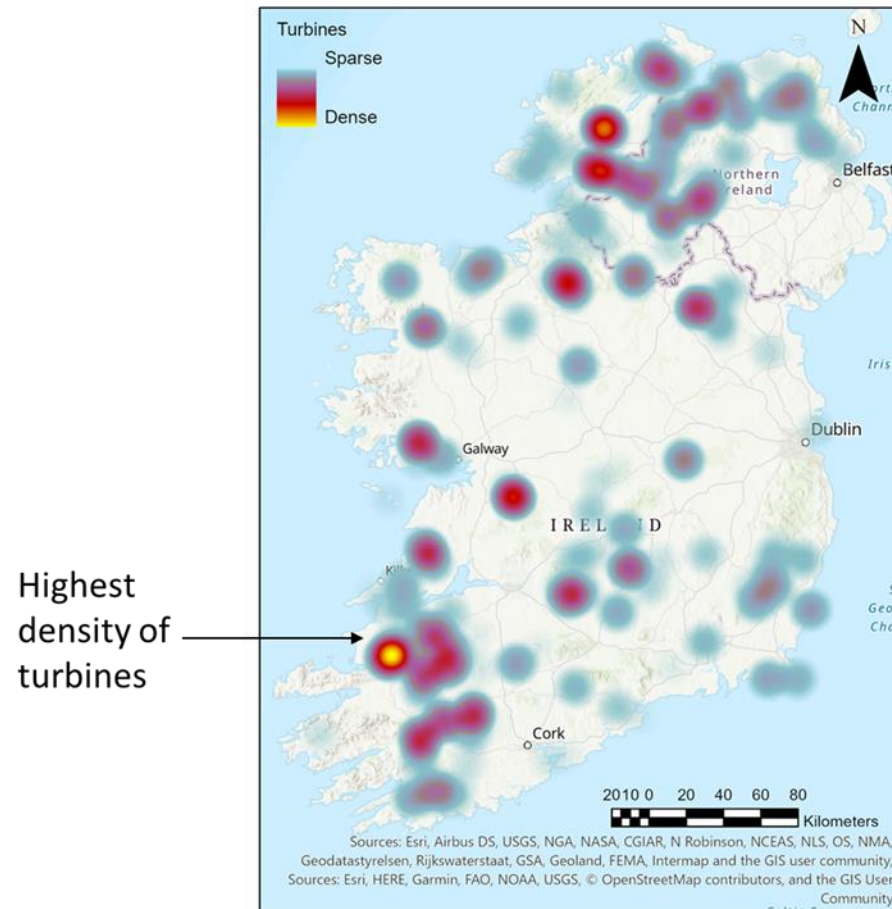 Turbines
Sparse
Dense
N
Channel
Belfast
Northern
Ireland
Dublin
Galway
IRELAND
Highest
density of
turbines
Cork
2010 0 20 40 60 80
Kilometers
Sources: Esri, Airbus DS, USGS, NGA, NASA, CGIAR, N Robinson, NCEAS, NLS, OS, NMA,
Geodatastyrelsen, Rijkswaterstaat, GSA, Geoland, FEMA, Intermap and the GIS user community,
Sources: Esri, HERE, Garmin, FAO, NOAA, USGS, © OpenStreetMap contributors, and the GIS User
Community